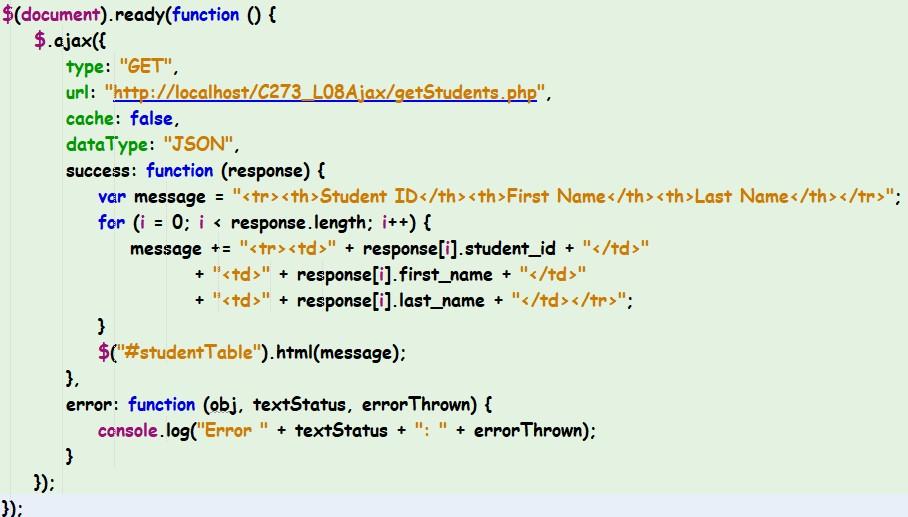 $(document).ready(function () {
$.ajax({
type: "GET",
url: "http://localhost/C273_L08Ajax/getStudents.php",
cache: false,
dataType: "JSON",
success: function (response) {
var message = "<tr><th>Student ID</th><th>First Name</th><th>Last Name</th></tr>";
for (i = 0; i < response.length; i++) {
message += "<tr><td>" + response[i].student_id + "</td>"
+ "<td>" + response[i].first_name + "</td>"
+ "<td>" + response[i].last_name + "</td></tr>";
}
$("#studentTable").html(message);
},
error: function (obj, textStatus, errorThrown) {
console.log("Error " + textStatus + ": " + errorThrown);
}
});
});